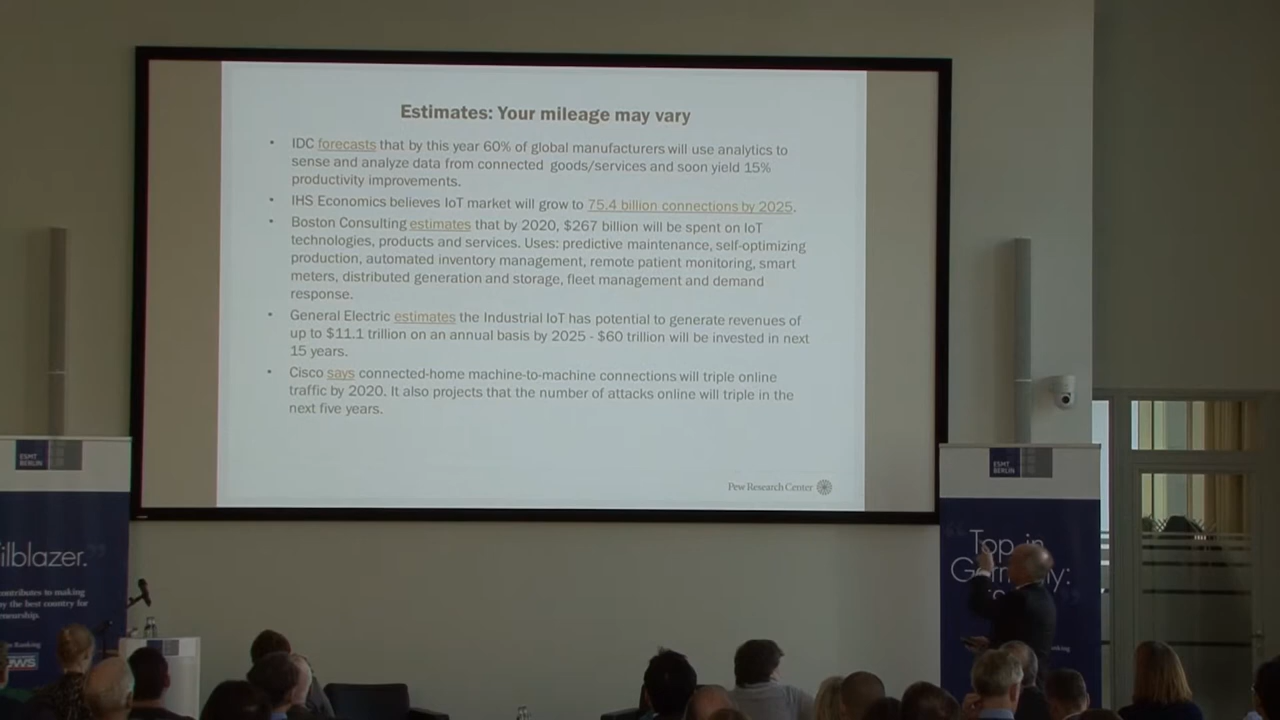 Estimates: Your mileage may vary
• IDC forecasts that by this year 60% of global manufacturers will use analytics to
sense and analyze data from connected goods/services and soon yield 15%
productivity improvements.
• IHS Economics believes IoT market will grow to 75.4 billion connections by 2025.
• Boston Consulting estimates that by 2020, $267 billion will be spent on IoT
technologies, products and services. Uses: predictive maintenance, self-optimizing
production, automated inventory management, remote patient monitoring, smart
meters, distributed generation and storage, fleet management and demand
response.
• General Electric estimates the Industrial IoT has potential to generate revenues of
up to $11.1 trillion on an annual basis by 2025 - $60 trillion will be invested in next
15 years.
• Cisco says connected-home machine-to-machine connections will triple online
traffic by 2020. It also projects that the number of attacks online will triple in the
next five years.
Pew Research Center
ESMT
BERLIN
ilblazer.”
ontributes to making
y the best country for
neurship.
Ranking
ESMT
BERLIN
“Top in
Ger y:
nking